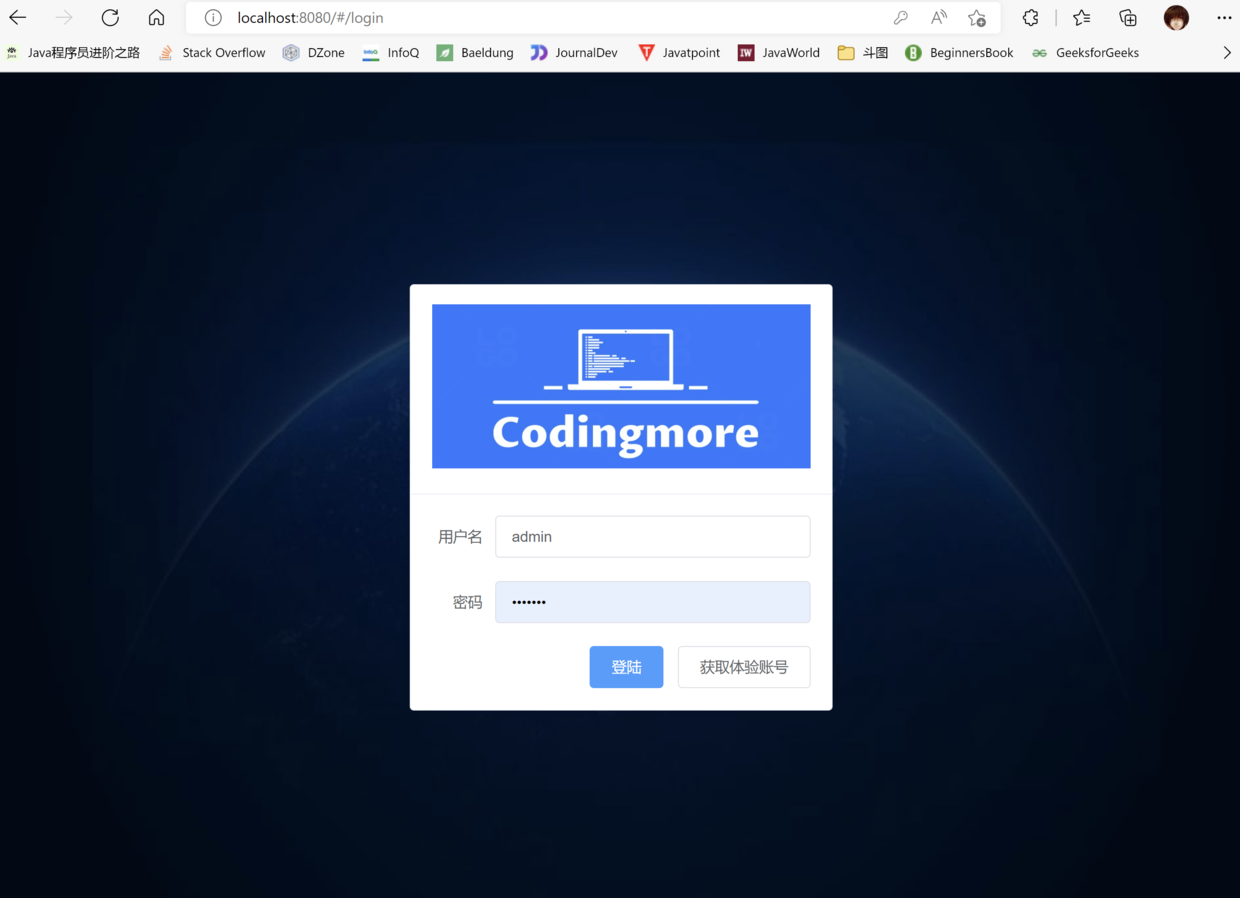 localhost:8080/#/login
Java程序员进阶之路 Stack Overflow DZone InfoQ Baeldung JournalDev Javatpoint JavaWorld 斗图 BeginnersBook GeeksforGeeks
Codingmore
用户名 admin
密码 •••••••
登陆 获取体验账号